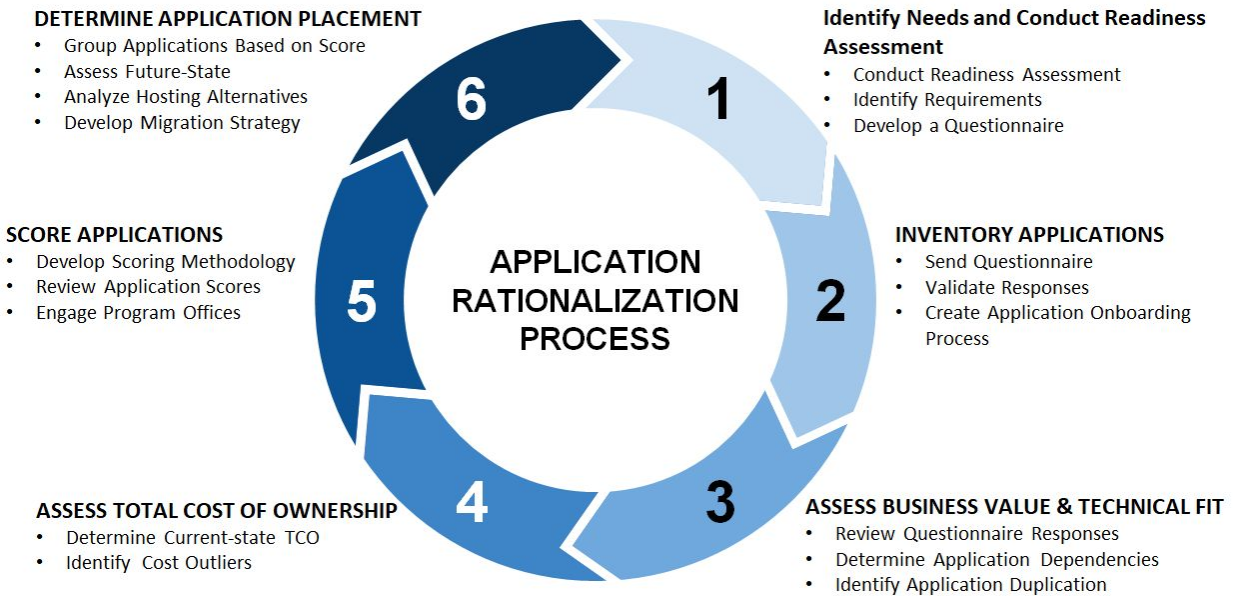 DETERMINE APPLICATION PLACEMENT
• Group Applications Based on Score
• Assess Future-State
• Analyze Hosting Alternatives
• Develop Migration Strategy
Identify Needs and Conduct Readiness
Assessment
• Conduct Readiness Assessment
• Identify Requirements
• Develop a Questionnaire
6
1
SCORE APPLICATIONS
• Develop Scoring Methodology
• Review Application Scores
• Engage Program Offices
5
APPLICATION
RATIONALIZATION
PROCESS
2
INVENTORY APPLICATIONS
• Send Questionnaire
• Validate Responses
• Create Application Onboarding
Process
ASSESS TOTAL COST OF OWNERSHIP
• Determine Current-state TCO
• Identify Cost Outliers
4
3
ASSESS BUSINESS VALUE & TECHNICAL FIT
• Review Questionnaire Responses
• Determine Application Dependencies
• Identify Application Duplication